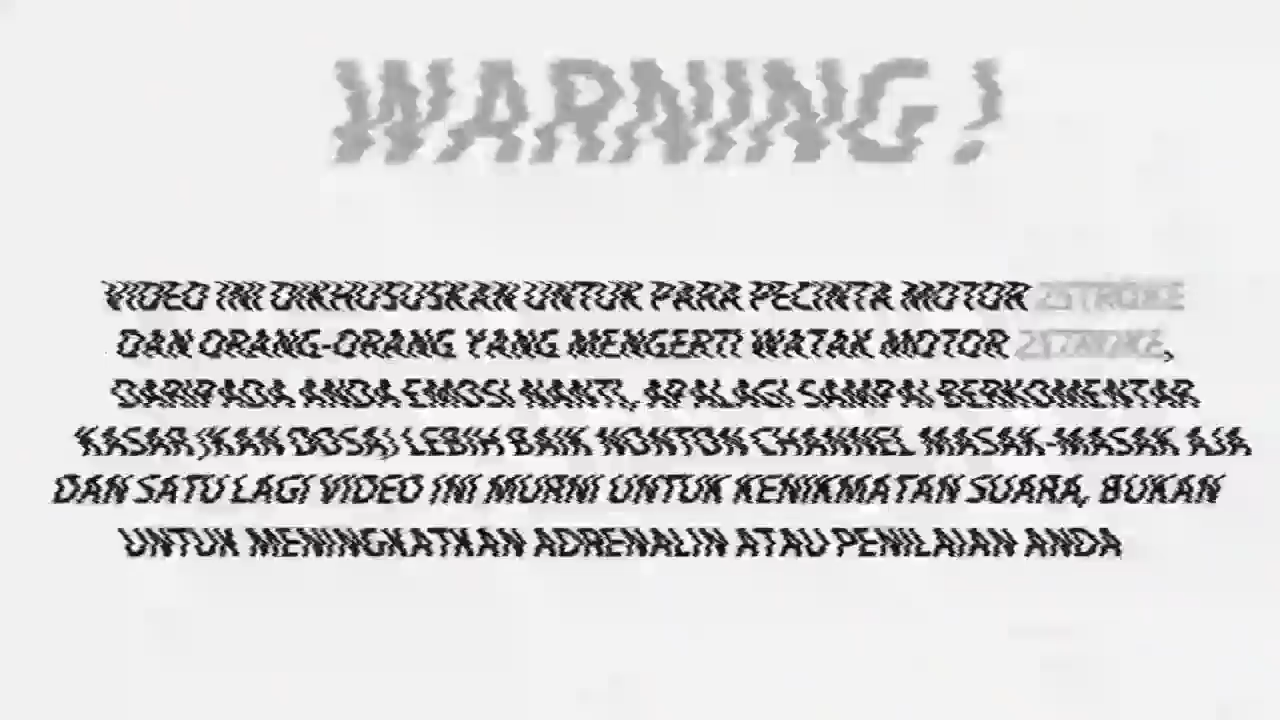 WARNING!
VIDEO INI DIKHUSUSKAN UNTUK PARA PECINTA MOTOR 2STROKE
DAN ORANG-ORANG YANG MENGERTI WATAK MOTOR 2STROKE,
DARIPADA ANDA EMOSI NANTI, APALAGI SAMPAI BERKOMENTAR
KASAR,(KAN DOSA) LEBIH BAIK NONTON CHANNEL MASAK-MASAK AJA
DAN SATU LAGI VIDEO INI MURNI UNTUK KENIKMATAN SUARA, BUKAN
UNTUK MENINGKATKAN ADRENALIN ATAU PENILAIAN ANDA